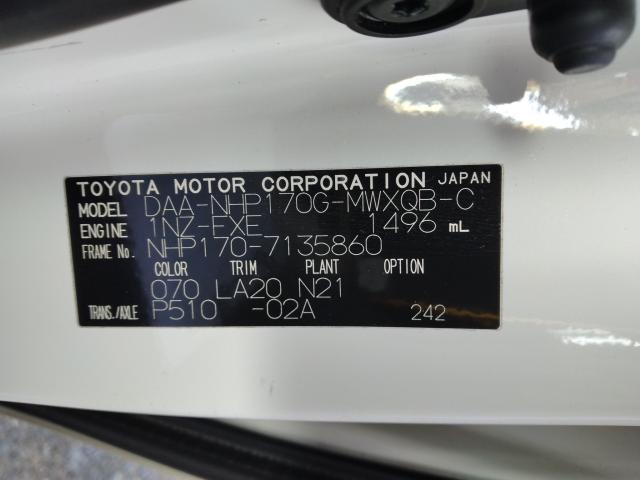 TOYOTA MOTOR CORPORATION JAPAN
MODEL DAA-NHP170G-MWXQB-C
ENGINE 1NZ-EXE 1496 mL
FRAME No. NHP170-7135860
COLOR TRIM PLANT OPTION
070 LA20 N21
TRANS./AXLE P510 -02A 242